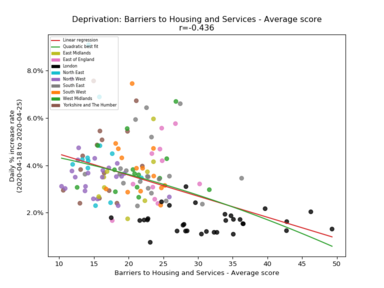 Deprivation: Barriers to Housing and Services - Average score
r=-0.436
Linear regression
Quadratic best fit
East Midlands
East of England
London
North East
North West
South East
South West
West Midlands
Yorkshire and The Humber
Daily % increase rate
(2020-04-18 to 2020-04-25)
8.0%
6.0%
4.0%
2.0%
10 15 20 25 30 35 40 45 50
Barriers to Housing and Services - Average score